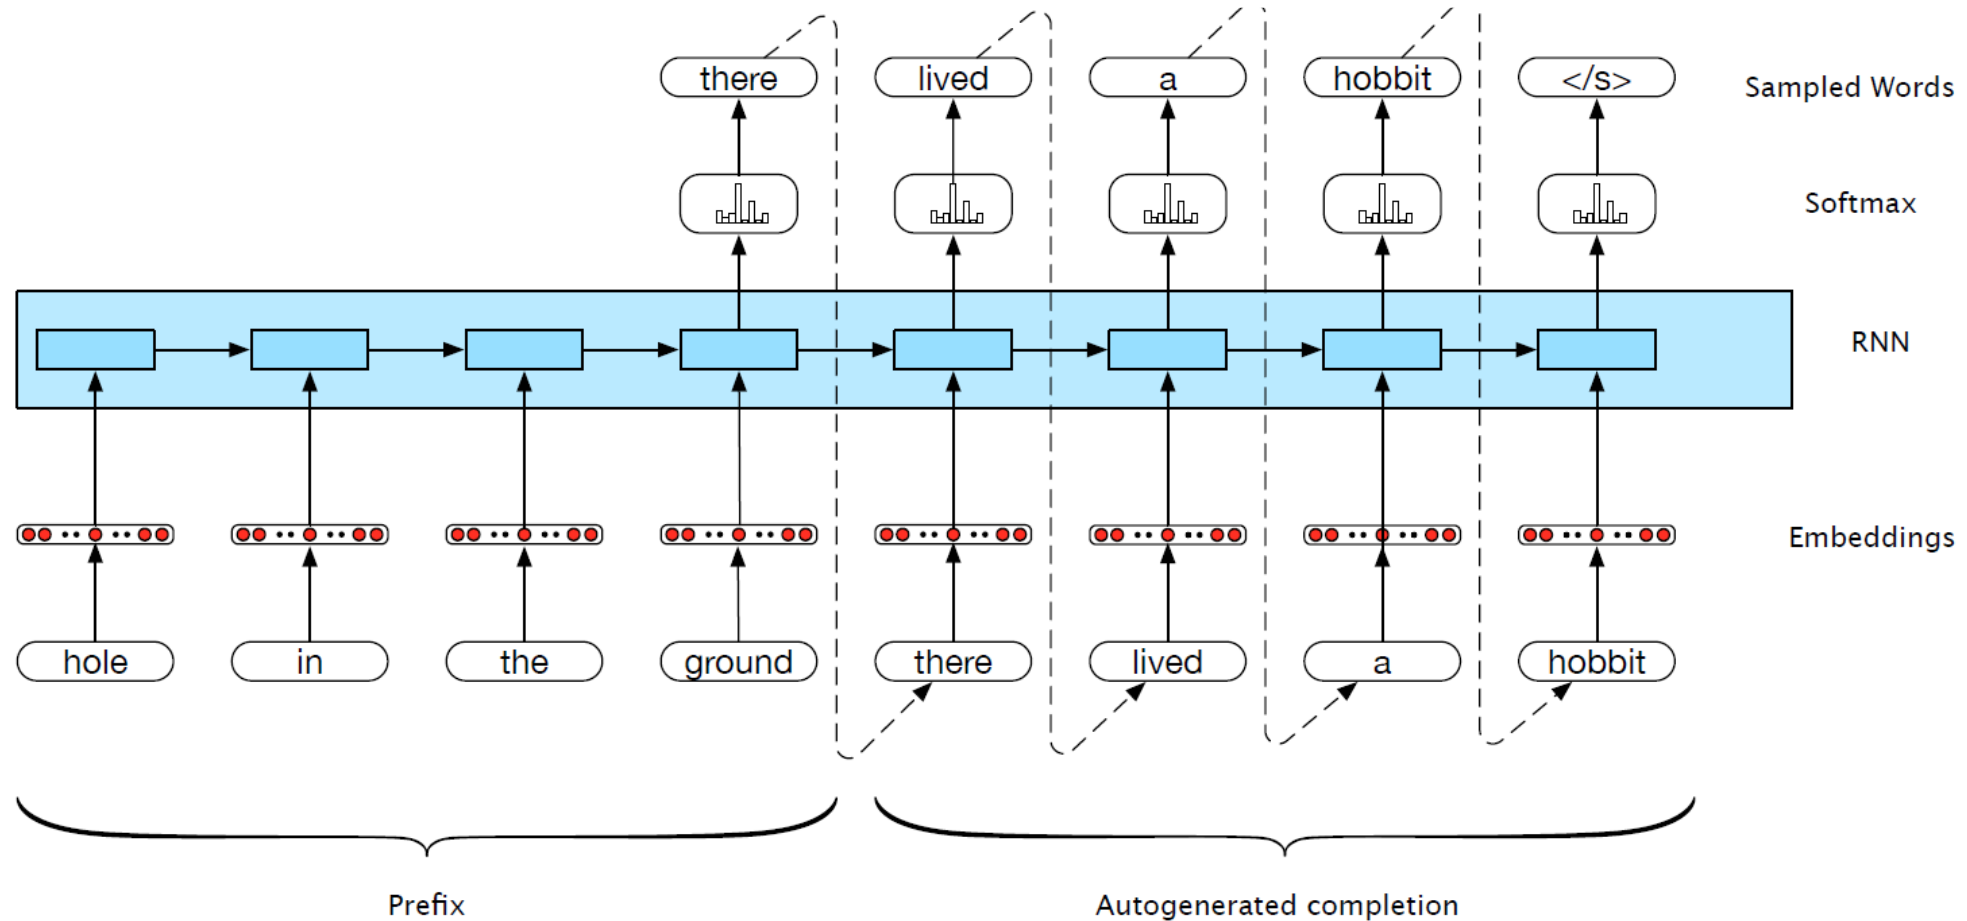 there lived a hobbit </s> Sampled Words
Softmax
RNN
Embeddings
hole in the ground there lived a hobbit
Prefix Autogenerated completion